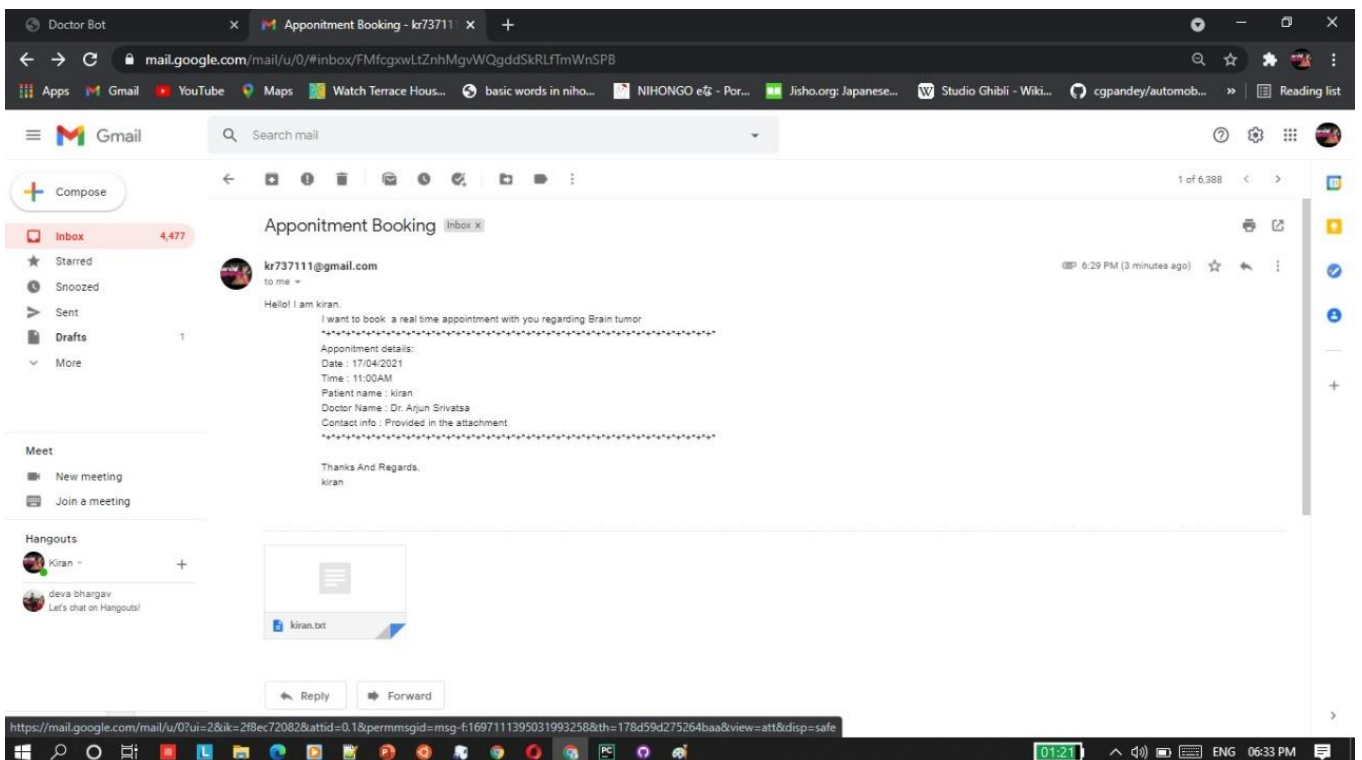 Doctor Bot
Apponitment Booking - kr73711
mail.google.com/mail/u/0/#inbox/FMfcgxwLtZnhMgvWQgddSkRLfTmWnSPB
Apps Gmail YouTube Maps Watch Terrace Hous... basic words in niho... NIHONGO eな - Por... Jisho.org: Japanese... Studio Ghibli - Wiki... cgpandey/automob... » Reading list
Gmail
Search mail
Compose
1 of 6,388
Inbox 4,477
Starred
Snoozed
Sent
Drafts 1
More
Apponitment Booking Inbox x
kr737111@gmail.com
6:29 PM (3 minutes ago)
to me
Hello! I am kiran.
I want to book a real time appointment with you regarding Brain tumor
Apponitment details:
Date : 17/04/2021
Time : 11:00AM
Patient name : kiran
Doctor Name : Dr. Arjun Srivatsa
Contact info : Provided in the attachment
Thanks And Regards,
kiran
Meet
New meeting
Join a meeting
Hangouts
Kiran
deva bhargav
Let's chat on Hangouts!
kiran.txt
Reply Forward
https://mail.google.com/mail/u/0?ui=2&ik=2f8ec72082&attid=0.1&permmsgid=msg-f:1697111395031993258&th=178d59d275264baa&view=att&disp=safe
01:21 ENG 06:33 PM